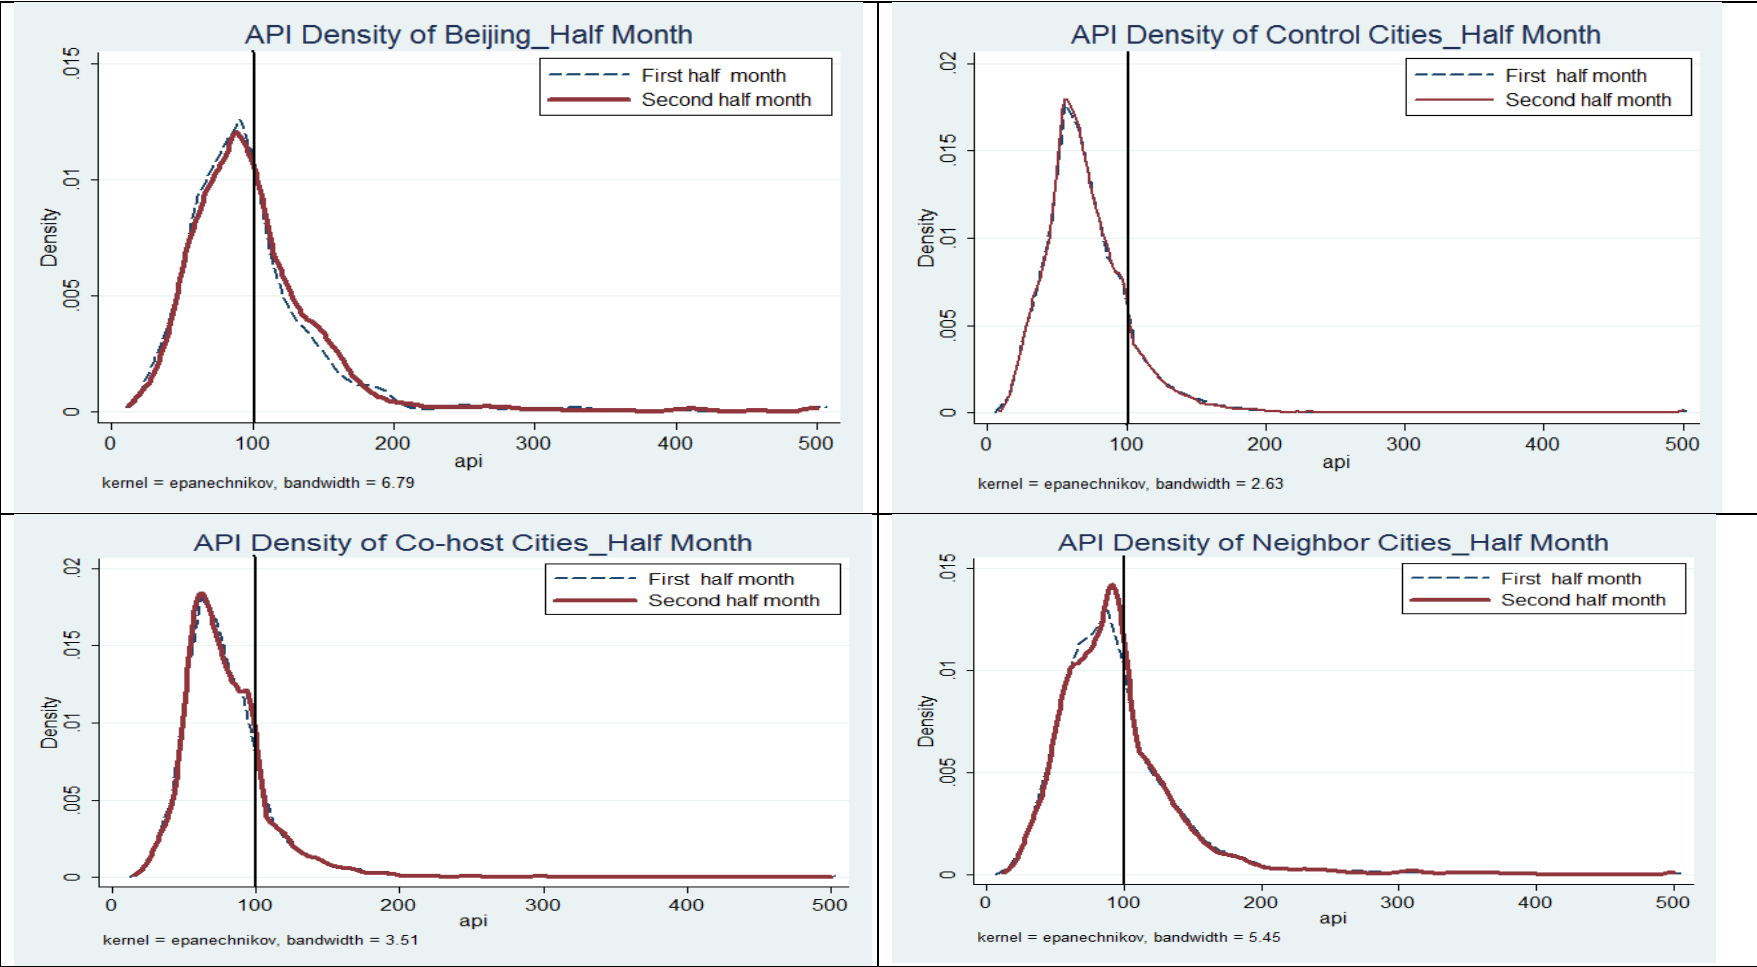 API Density of Beijing_Half Month
First half month
Second half month
Density
.015
.01
.005
0
0 100 200 300 400 500
api
kernel = epanechnikov, bandwidth = 6.79
API Density of Control Cities_Half Month
First half month
Second half month
Density
.02
.015
.01
.005
0
0 100 200 300 400 500
api
kernel = epanechnikov, bandwidth = 2.63
API Density of Co-host Cities_Half Month
First half month
Second half month
Density
.02
.015
.01
.005
0
0 100 200 300 400 500
api
kernel = epanechnikov, bandwidth = 3.51
API Density of Neighbor Cities_Half Month
First half month
Second half month
Density
.015
.01
.005
0
0 100 200 300 400 500
api
kernel = epanechnikov, bandwidth = 5.45